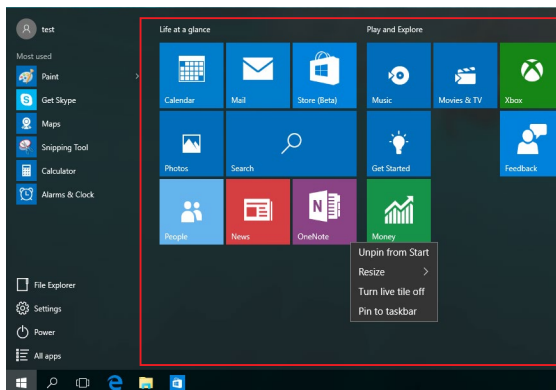 test
Most used
Paint
Get Skype
Maps
Snipping Tool
Calculator
Alarms & Clock
File Explorer
Settings
Power
All apps
Life at a glance
Play and Explore
Calendar
Mail
Store (Beta)
Music
Movies & TV
Xbox
Photos
Search
Get Started
Feedback
People
News
OneNote
Money
Unpin from Start
Resize
Turn live tile off
Pin to taskbar